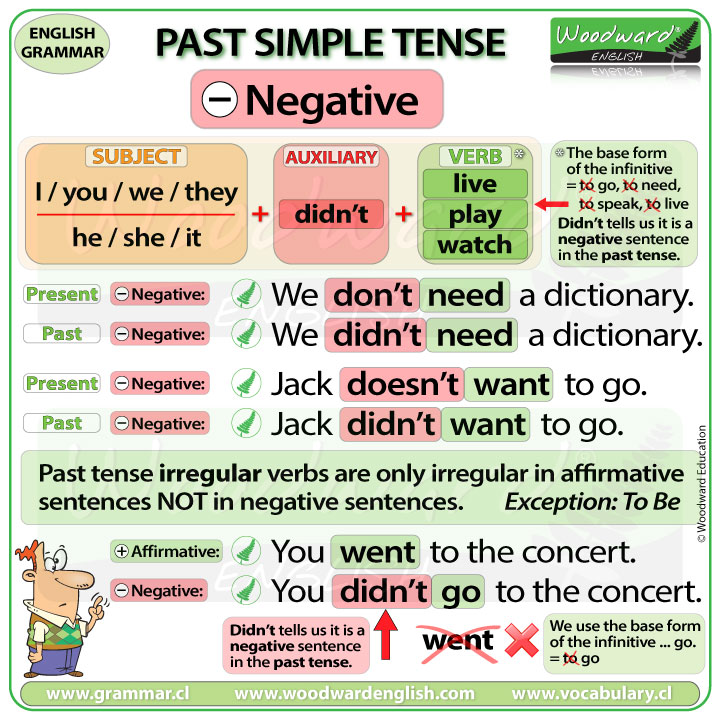 ENGLISH
GRAMMAR
PAST SIMPLE TENSE
Woodward®
ENGLISH
− Negative
SUBJECT
I / you / we / they
he / she / it
+
AUXILIARY
didn't
+
VERB *
live
play
watch
* The base form
of the infinitive
= to go, to need,
to speak, to live
Didn't tells us it is a
negative sentence
in the past tense.
Present − Negative: We don't need a dictionary.
Past − Negative: We didn't need a dictionary.
Present − Negative: Jack doesn't want to go.
Past − Negative: Jack didn't want to go.
Past tense irregular verbs are only irregular in affirmative
sentences NOT in negative sentences. Exception: To Be
+ Affirmative: You went to the concert.
− Negative: You didn't go to the concert.
Didn't tells us it is a
negative sentence
in the past tense.
went
We use the base form
of the infinitive ... go.
= to go
© Woodward Education
www.grammar.cl www.woodwardenglish.com www.vocabulary.cl